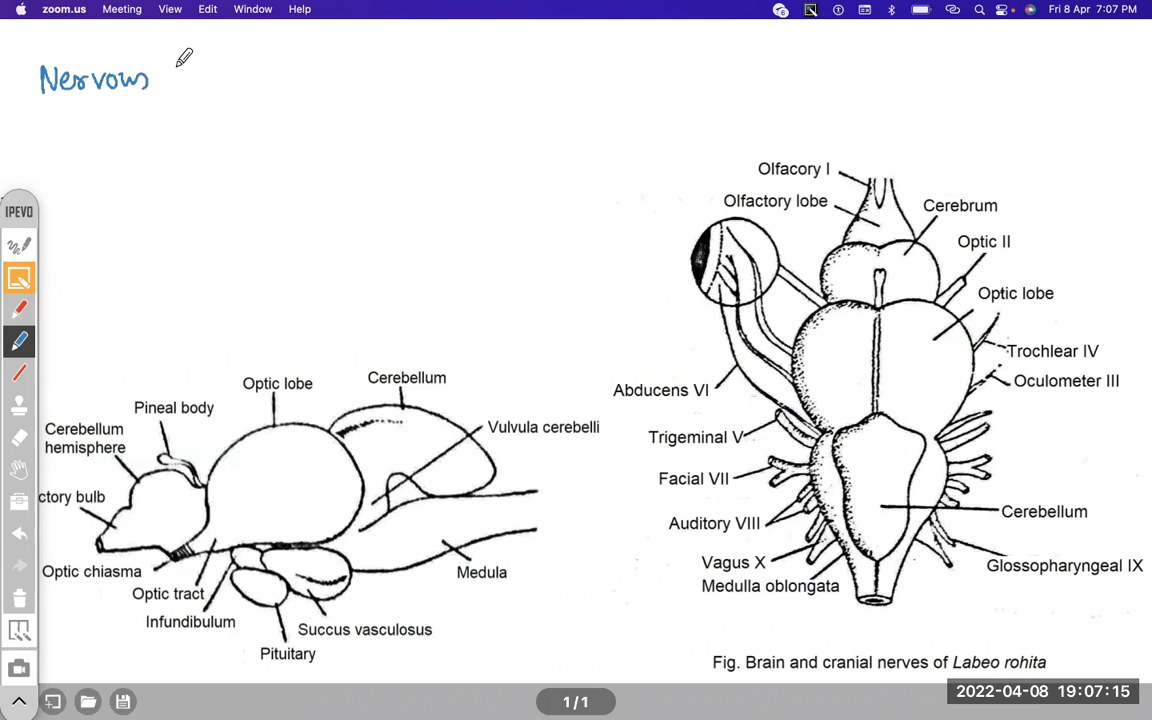 zoom.us Meeting View Edit Window Help
Fri 8 Apr 7:07 PM
Nervous
IPEVO
Optic lobe
Cerebellum
Pineal body
Cerebellum
hemisphere
Vulvula cerebelli
ctory bulb
Optic chiasma
Medula
Optic tract
Infundibulum
Succus vasculosus
Pituitary
Olfacory I
Olfactory lobe
Cerebrum
Optic II
Optic lobe
Trochlear IV
Oculometer III
Abducens VI
Trigeminal V
Facial VII
Auditory VIII
Cerebellum
Vagus X
Glossopharyngeal IX
Medulla oblongata
Fig. Brain and cranial nerves of Labeo rohita
1/1
2022-04-08 19:07:15